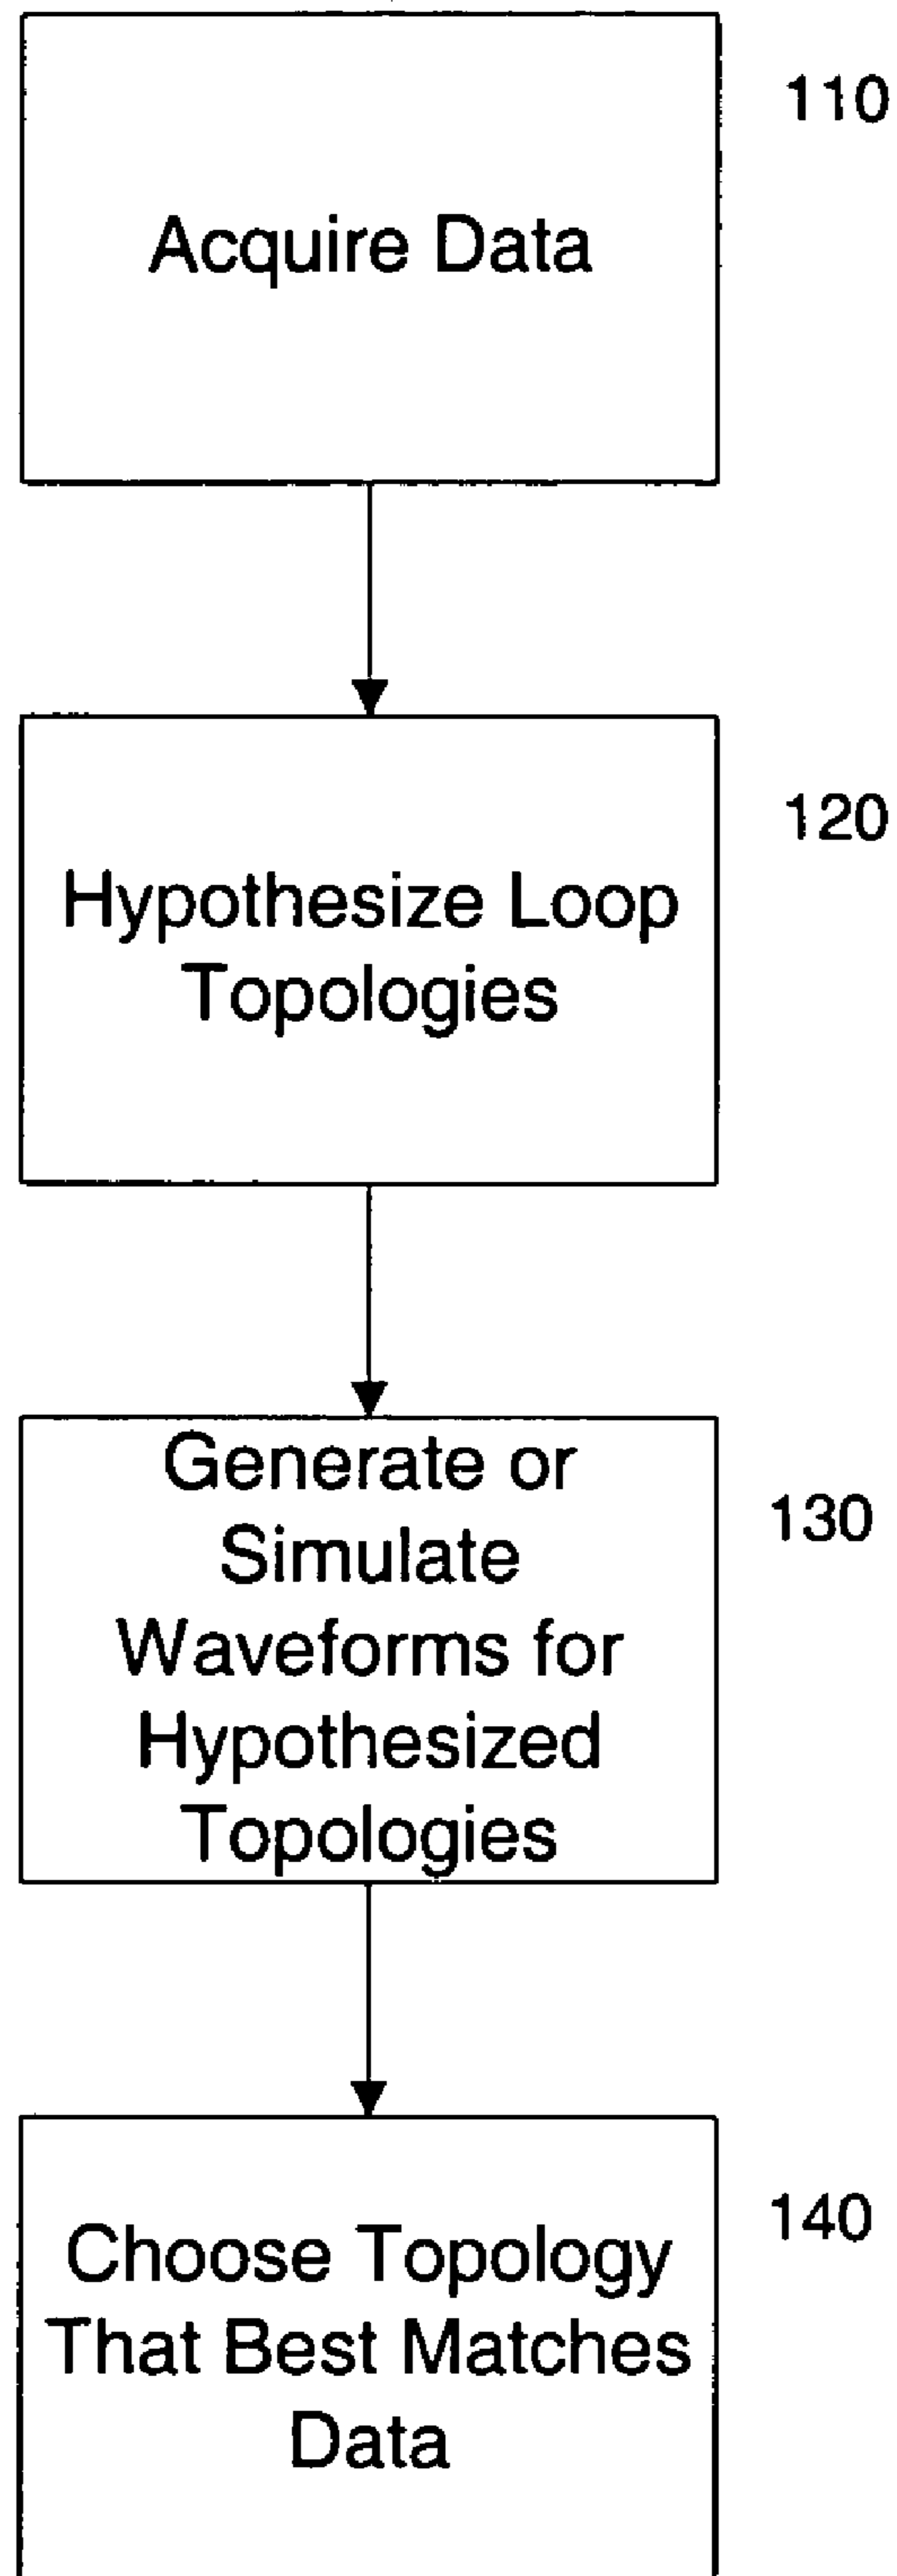 110
Acquire Data
120
Hypothesize Loop
Topologies
Generate or
130
Simulate
Waveforms for
Hypothesized
Topologies
140
Choose Topology
That Best Matches
Data